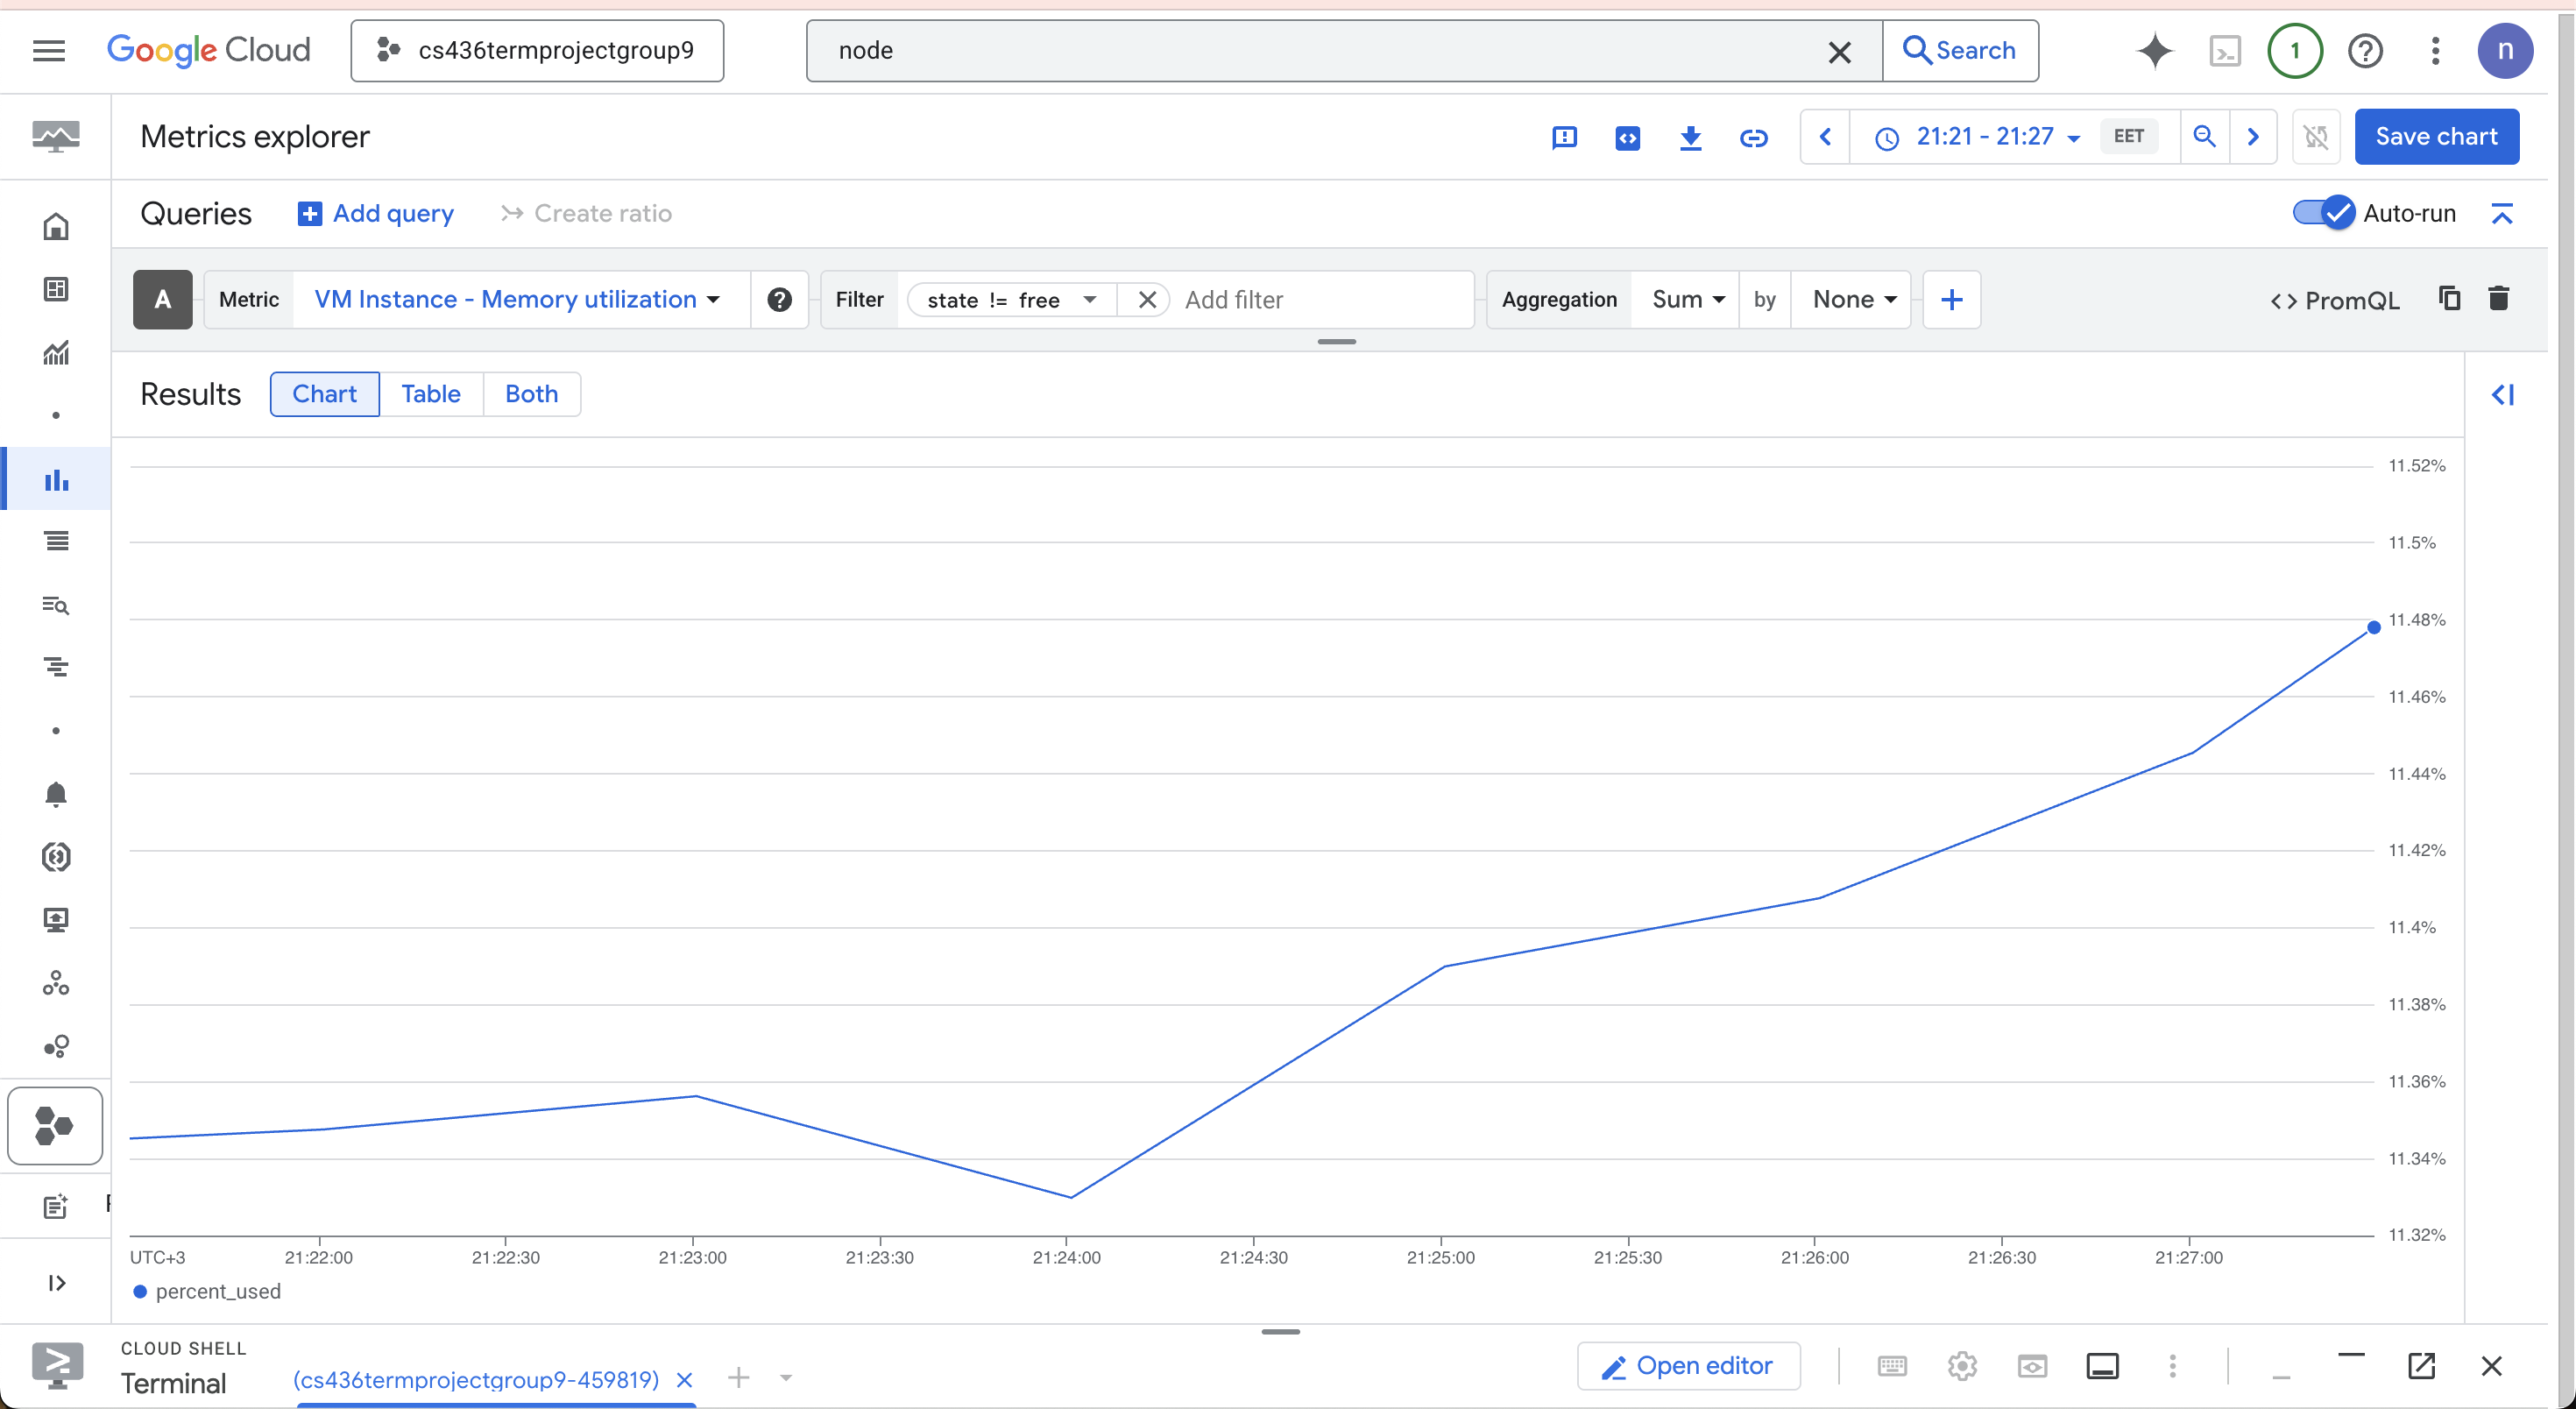 Google Cloud
cs436termprojectgroup9
node
Search
1
n
Metrics explorer
21:21 - 21:27
EET
Save chart
Queries
Add query
Create ratio
Auto-run
A
Metric
VM Instance - Memory utilization
Filter
state != free
Add filter
Aggregation
Sum
by
None
<> PromQL
Results
Chart
Table
Both
11.52%
11.5%
11.48%
11.46%
11.44%
11.42%
11.4%
11.38%
11.36%
11.34%
11.32%
UTC+3
21:22:00
21:22:30
21:23:00
21:23:30
21:24:00
21:24:30
21:25:00
21:25:30
21:26:00
21:26:30
21:27:00
percent_used
CLOUD SHELL
Terminal
(cs436termprojectgroup9-459819)
Open editor